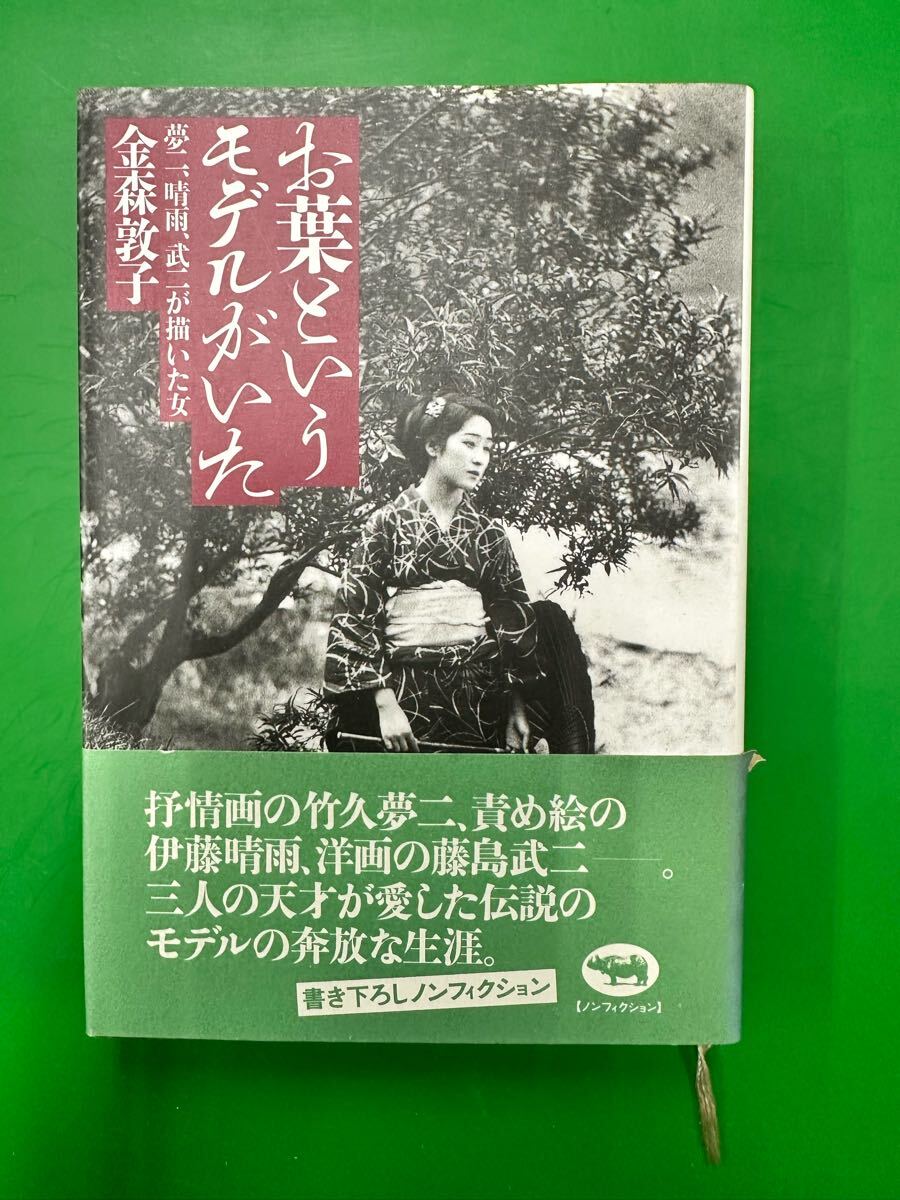 お葉という
モデルがいた
夢二、晴雨、武二が描いた女
金森敦子
抒情画の竹久夢二、責め絵の
伊藤晴雨、洋画の藤島武二――。
三人の天才が愛した伝説の
モデルの奔放な生涯。
書き下ろしノンフィクション
【ノンフィクション】